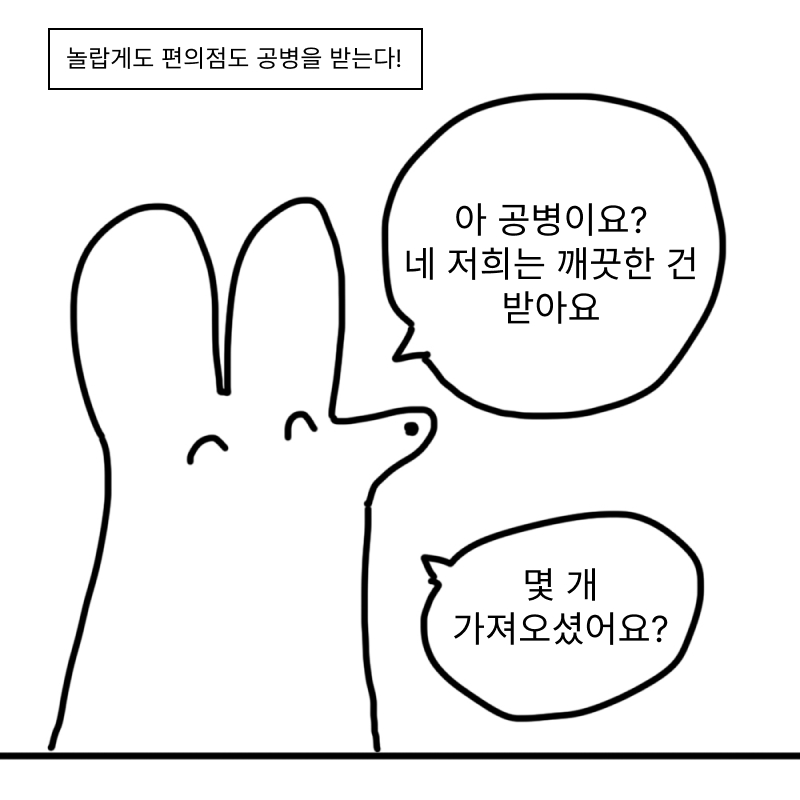 놀랍게도 편의점도 공병을 받는다!
아 공병이요?
네 저희는 깨끗한 건
받아요
몇 개
가져오셨어요?